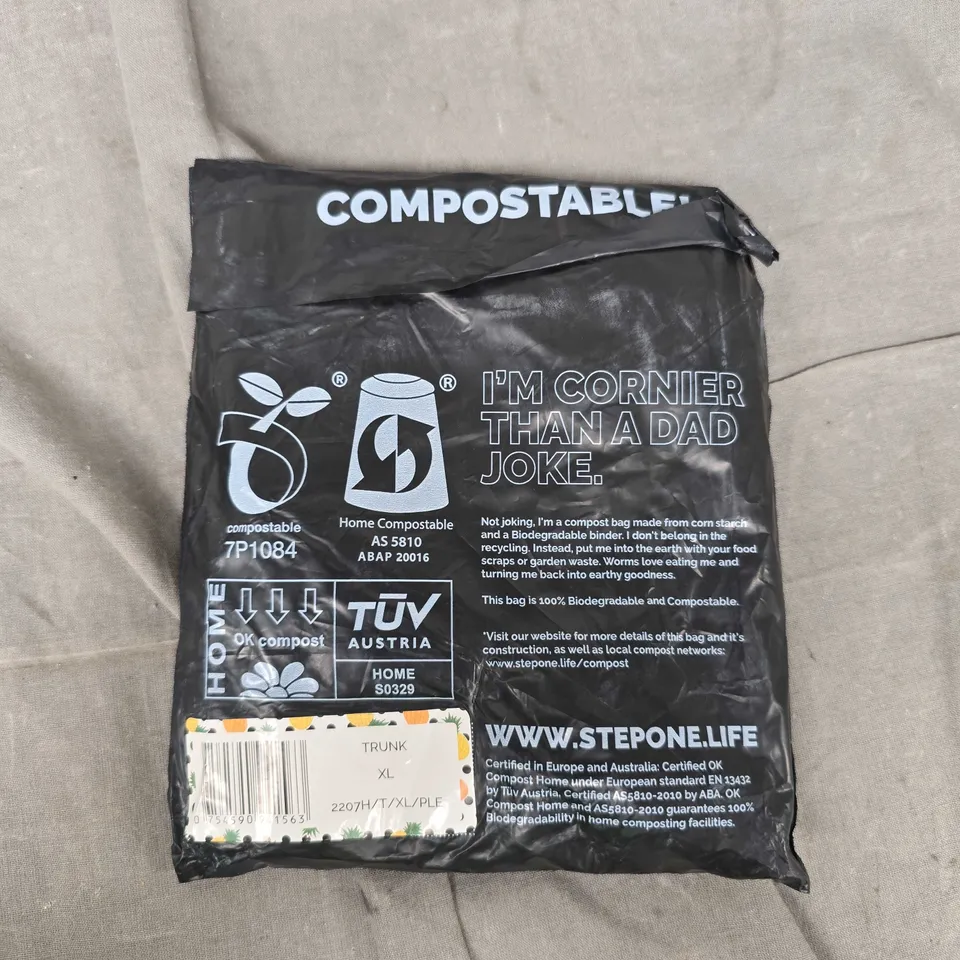 COMPOSTABLE!
®
compostable
7P1084
®
Home Compostable
AS 5810
ABAP 20016
I'M CORNIER
THAN A DAD
JOKE.
Not joking, I'm a compost bag made from corn starch
and a Biodegradable binder. I don't belong in the
recycling. Instead, put me into the earth with your food
scraps or garden waste. Worms love eating me and
turning me back into earthy goodness.
This bag is 100% Biodegradable and Compostable.
*Visit our website for more details of this bag and it's
construction, as well as local compost networks:
www.stepone.life/compost
HOME
OK compost
TÜV
AUSTRIA
HOME
S0329
TRUNK
XL
2207H/T/XL/PLE
WWW.STEPONE.LIFE
Certified in Europe and Australia: Certified OK
Compost Home under European standard EN 13432
by Tüv Austria. Certified AS5810-2010 by ABA. OK
Compost Home and AS5810-2010 guarantees 100%
Biodegradability in home composting facilities.